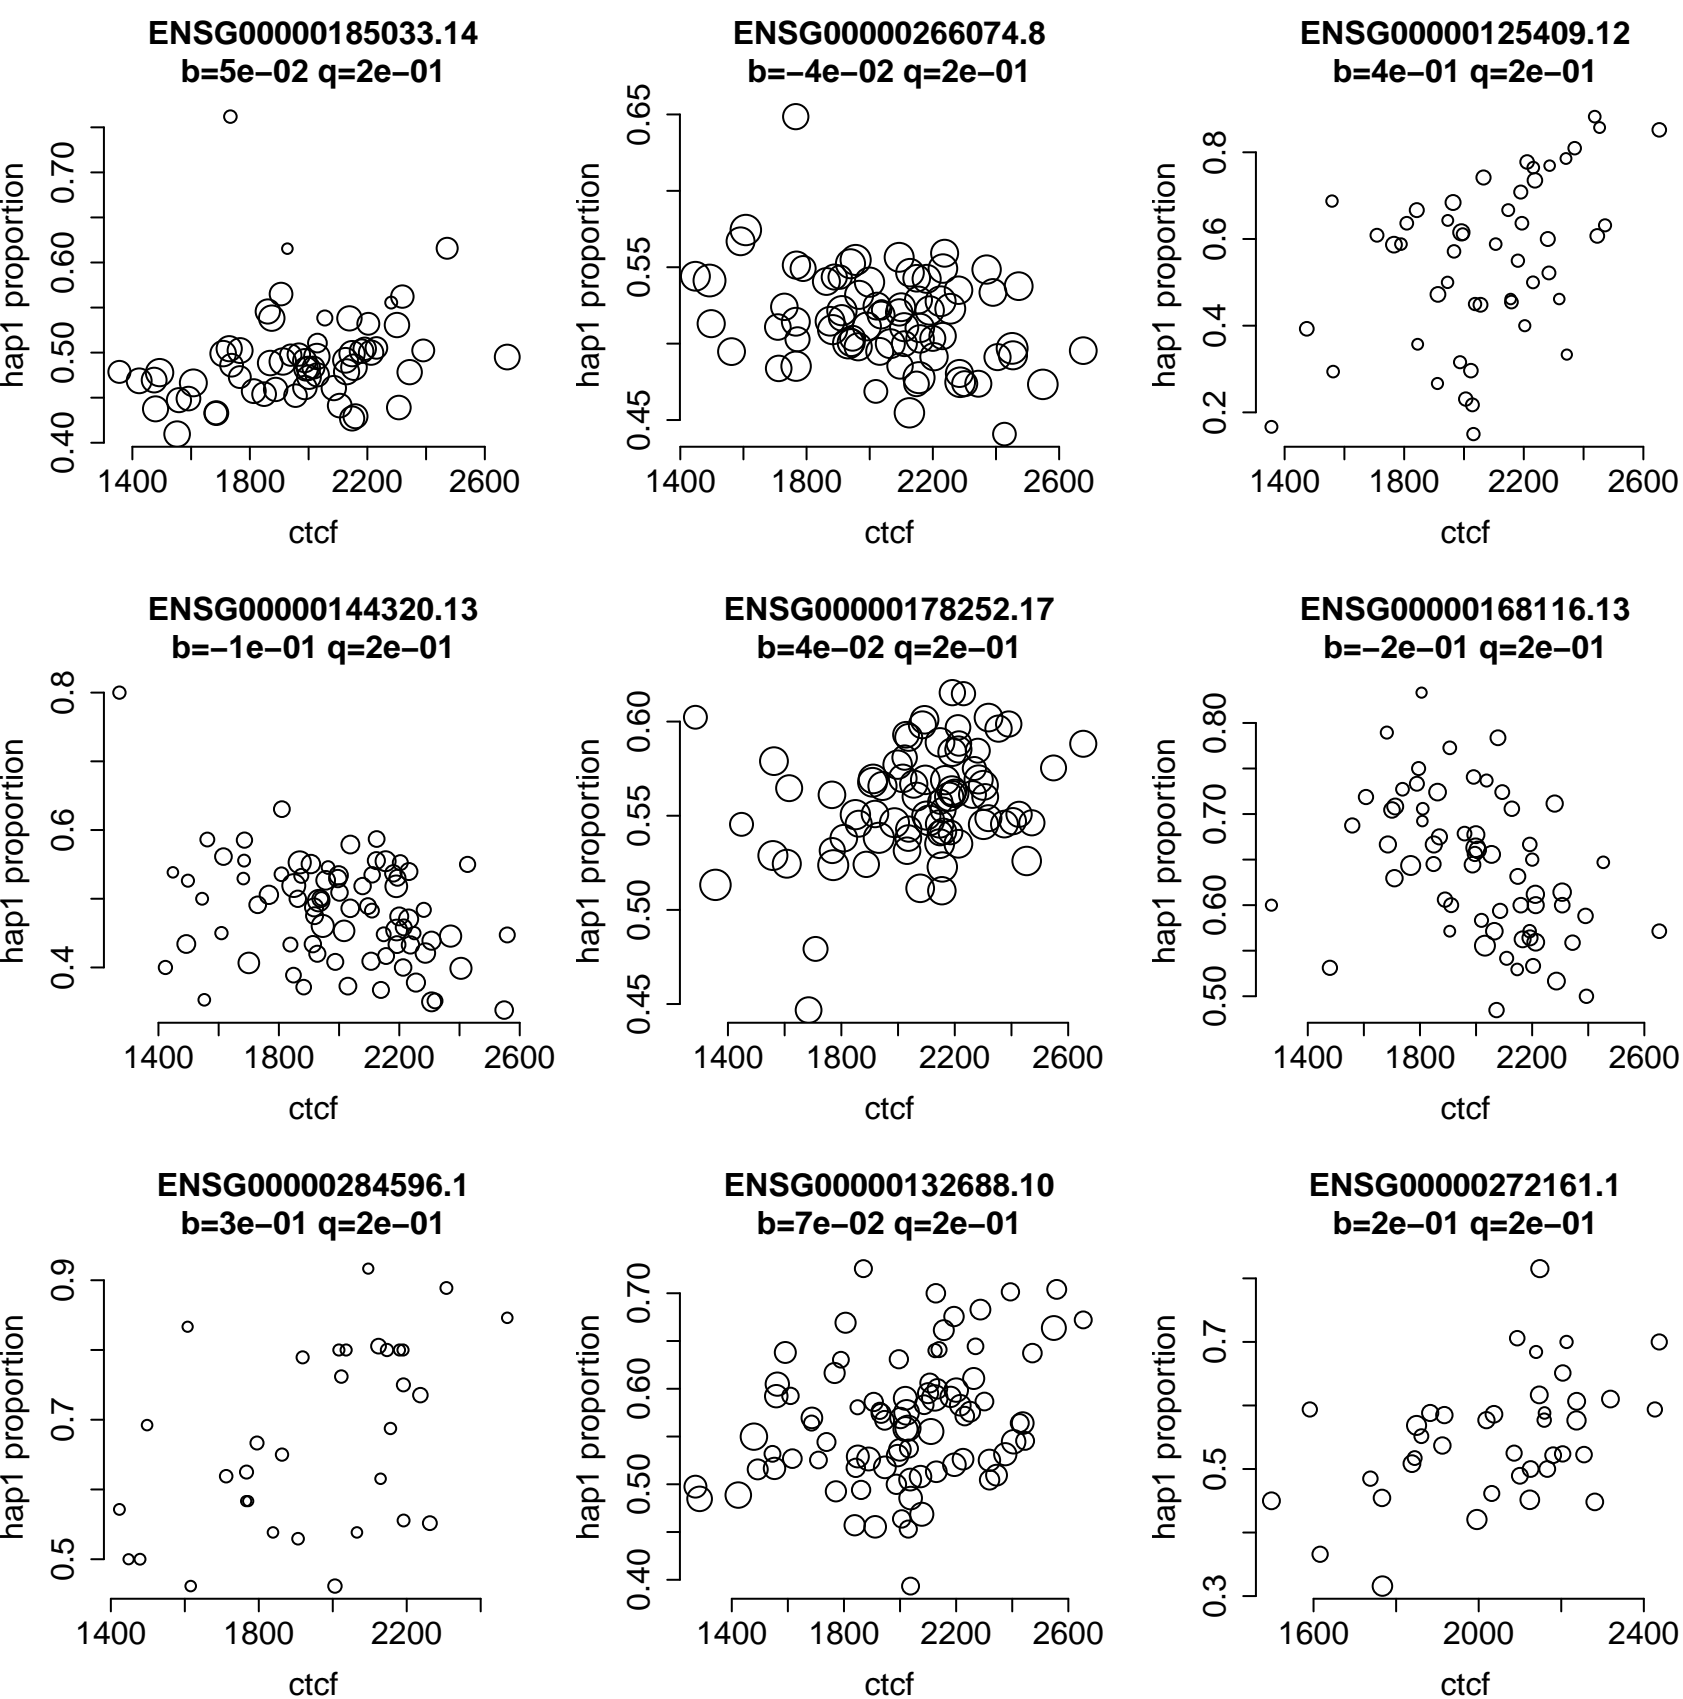 ENSG00000185033.14
b=5e−02 q=2e−01
hap1 proportion
0.40 0.50 0.60 0.70
1400 1800 2200 2600
ctcf
ENSG00000266074.8
b=−4e−02 q=2e−01
hap1 proportion
0.45 0.55 0.65
1400 1800 2200 2600
ctcf
ENSG00000125409.12
b=4e−01 q=2e−01
hap1 proportion
0.2 0.4 0.6 0.8
1400 1800 2200 2600
ctcf
ENSG00000144320.13
b=−1e−01 q=2e−01
hap1 proportion
0.4 0.6 0.8
1400 1800 2200 2600
ctcf
ENSG00000178252.17
b=4e−02 q=2e−01
hap1 proportion
0.45 0.50 0.55 0.60
1400 1800 2200 2600
ctcf
ENSG00000168116.13
b=−2e−01 q=2e−01
hap1 proportion
0.50 0.60 0.70 0.80
1400 1800 2200 2600
ctcf
ENSG00000284596.1
b=3e−01 q=2e−01
hap1 proportion
0.5 0.7 0.9
1400 1800 2200
ctcf
ENSG00000132688.10
b=7e−02 q=2e−01
hap1 proportion
0.40 0.50 0.60 0.70
1400 1800 2200 2600
ctcf
ENSG00000272161.1
b=2e−01 q=2e−01
hap1 proportion
0.3 0.5 0.7
1600 2000 2400
ctcf